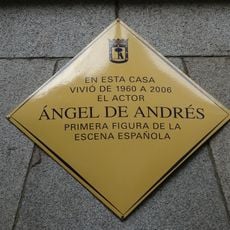 EN ESTA CASA
VIVIÓ DE 1960 A 2006
EL ACTOR
ÁNGEL DE ANDRÉS
PRIMERA FIGURA DE LA
ESCENA ESPAÑOLA